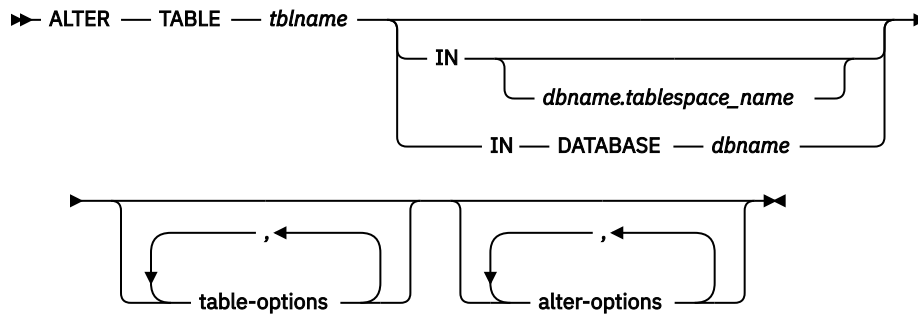 ALTER TABLE tblname
IN
dbname.tablespace_name
IN DATABASE dbname
, ,
table-options alter-options